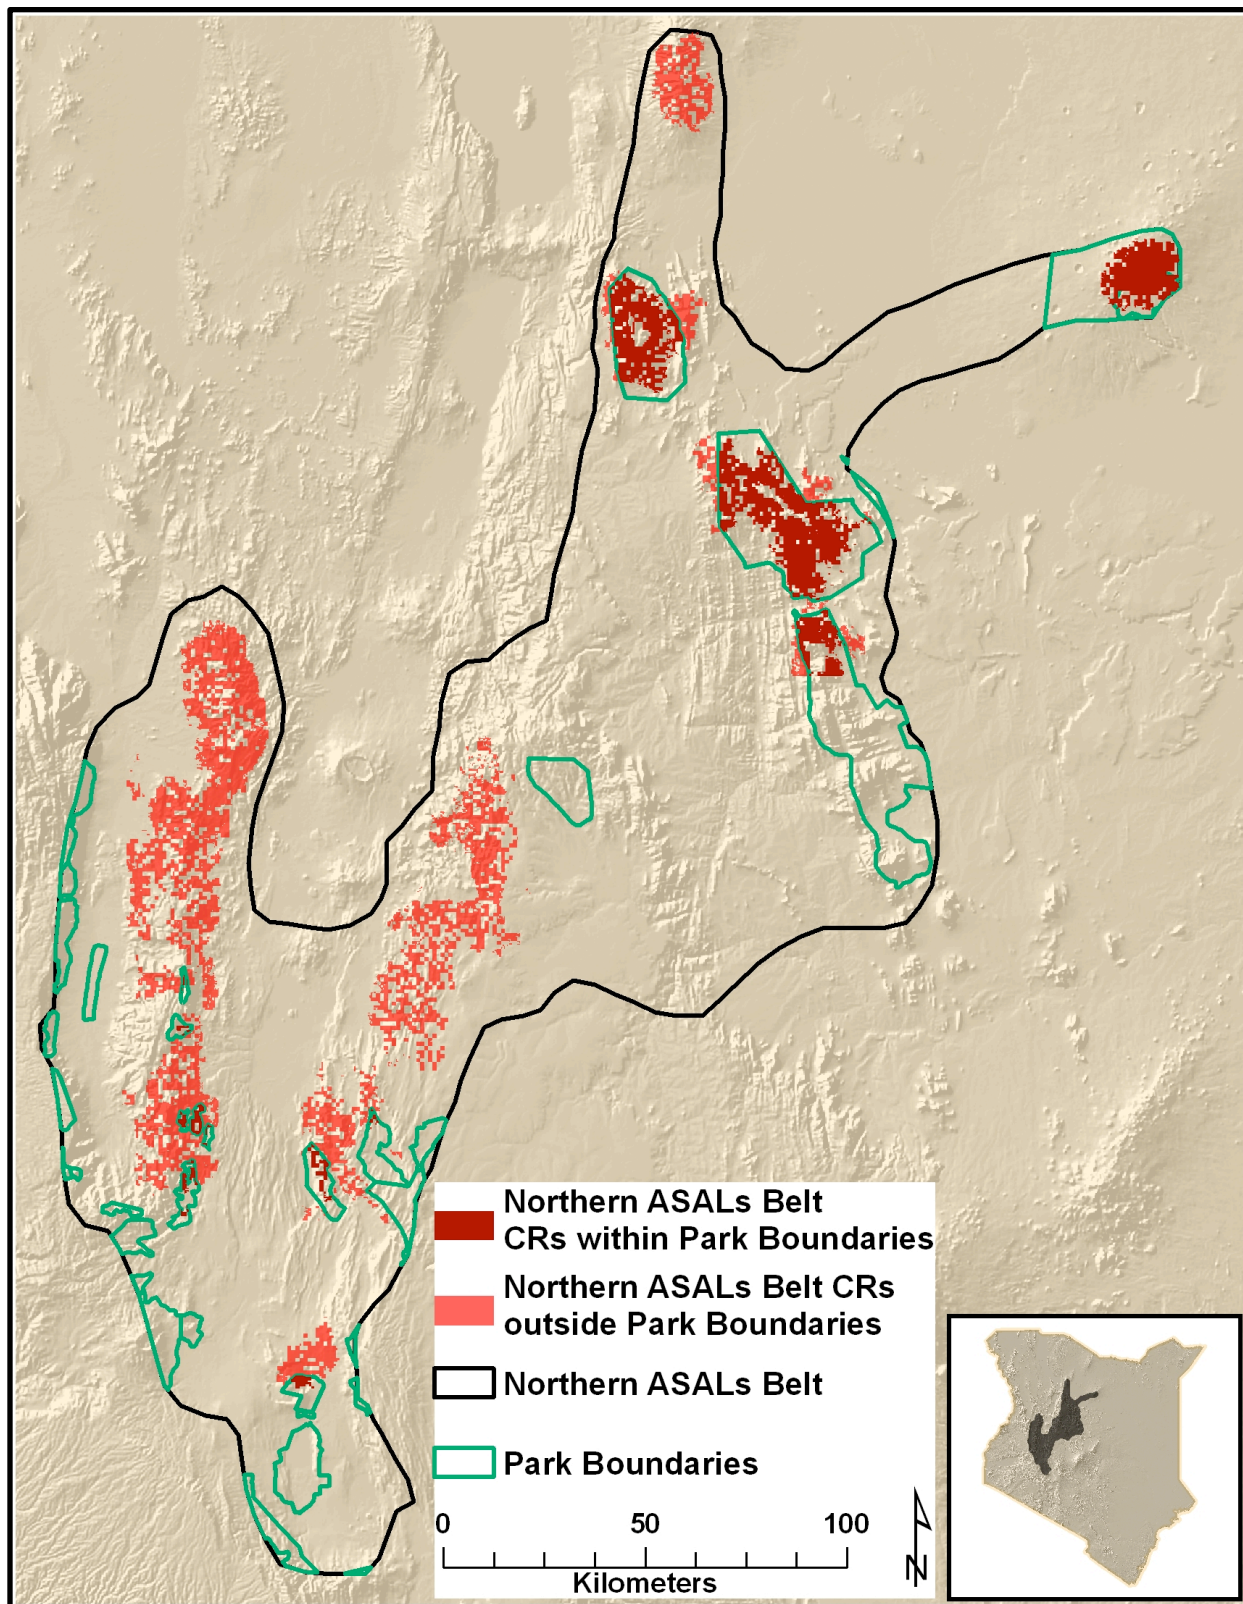 Northern ASALs Belt
CRs within Park Boundaries
Northern ASALs Belt CRs
outside Park Boundaries
Northern ASALs Belt
Park Boundaries
0 50 100
Kilometers
N